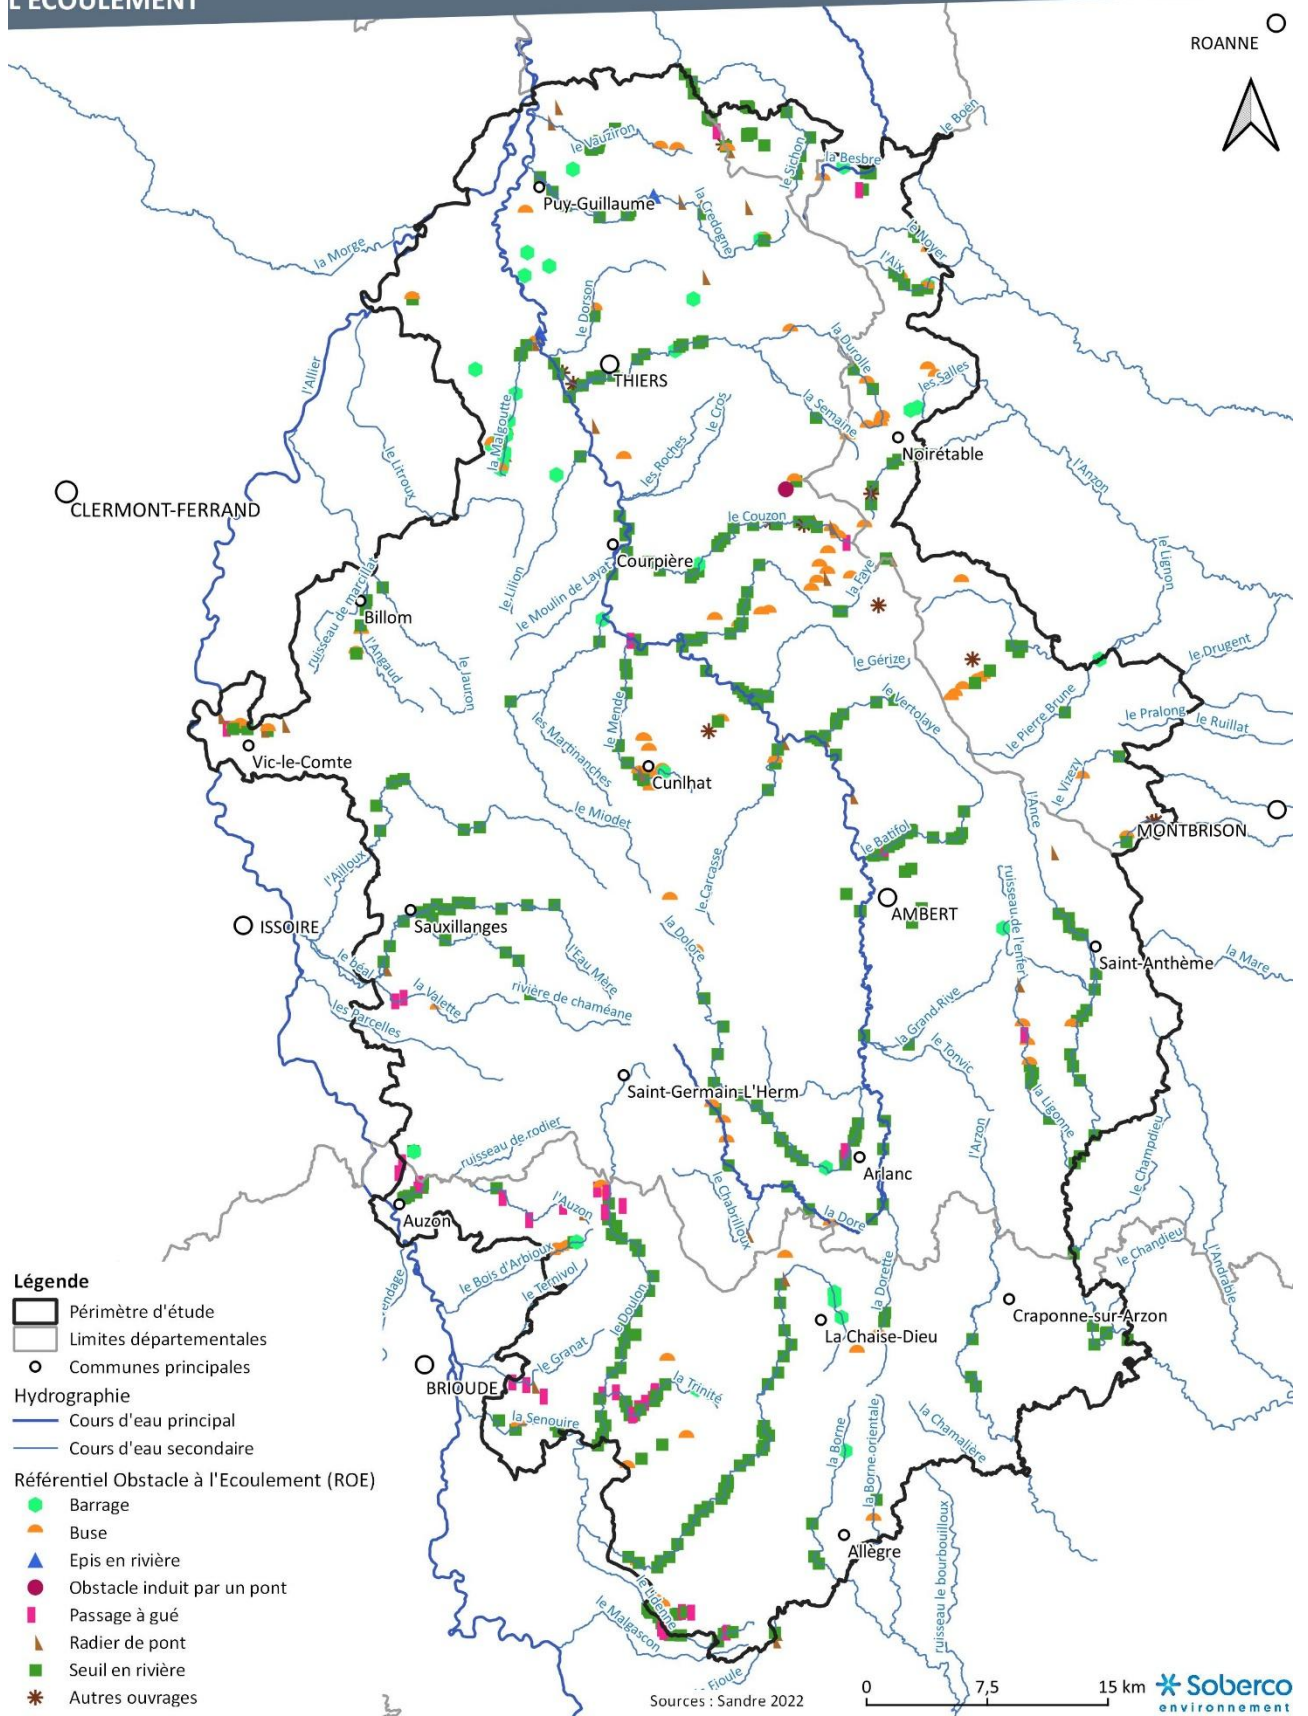 L'ECOULEMENT
ROANNE
le Boën
le Vauziron
le Sichon
la Besbre
Puy-Guillaume
la Credogne
le Noyer
la Morge
l'Aix
le Dorson
l'Allier
la Durolle
THIERS
les Salles
la Malgoutte
le Cros
la Semaine
les Roches
Noirétable
le Litroux
l'Anzon
CLERMONT-FERRAND
le Couzon
Courpière
le Lignon
ruisseau de marcillat
le Lilion
le Moulin de Layat
la Faye
Billom
l'Angaud
le Jauron
le Gérize
le Drugent
le Mende
le Vertolaye
le Pierre Brune
le Pralong
le Ruillat
les Martinanches
Vic-le-Comte
Cunlhat
le Vizezy
le Miodet
l'Ance
MONTBRISON
le Batifol
l'Ailloux
le Carcasse
ruisseau de l'enfer
AMBERT
Sauxillanges
ISSOIRE
la Dolore
l'Eau Mère
Saint-Anthème
la Mare
le béal
la Valette
rivière de chaméane
les Parcelles
la Grand Rive
le Tonvic
Saint-Germain-L'Herm
la Ligonne
ruisseau de rodier
l'Arzon
le Champdieu
Arlanc
le Chabrilloux
l'Auzon
Auzon
la Dore
le Chandieu
l'Andrable
le Bois d'Arbioux
le Ternivol
la Dorette
Légende
Périmètre d'étude
Limites départementales
Communes principales
Hydrographie
Cours d'eau principal
Cours d'eau secondaire
Référentiel Obstacle à l'Ecoulement (ROE)
Barrage
Buse
Epis en rivière
Obstacle induit par un pont
Passage à gué
Radier de pont
Seuil en rivière
Autres ouvrages
le Doulon
La Chaise-Dieu
Craponne-sur-Arzon
le Granat
BRIOUDE
la Trinité
la Senouire
la Borne
la Borne orientale
la Chamalière
Allègre
ruisseau le bourbouilloux
le Lidenne
le Malgascon
Fioule
Sources : Sandre 2022
0 7,5 15 km
Soberco
environnement